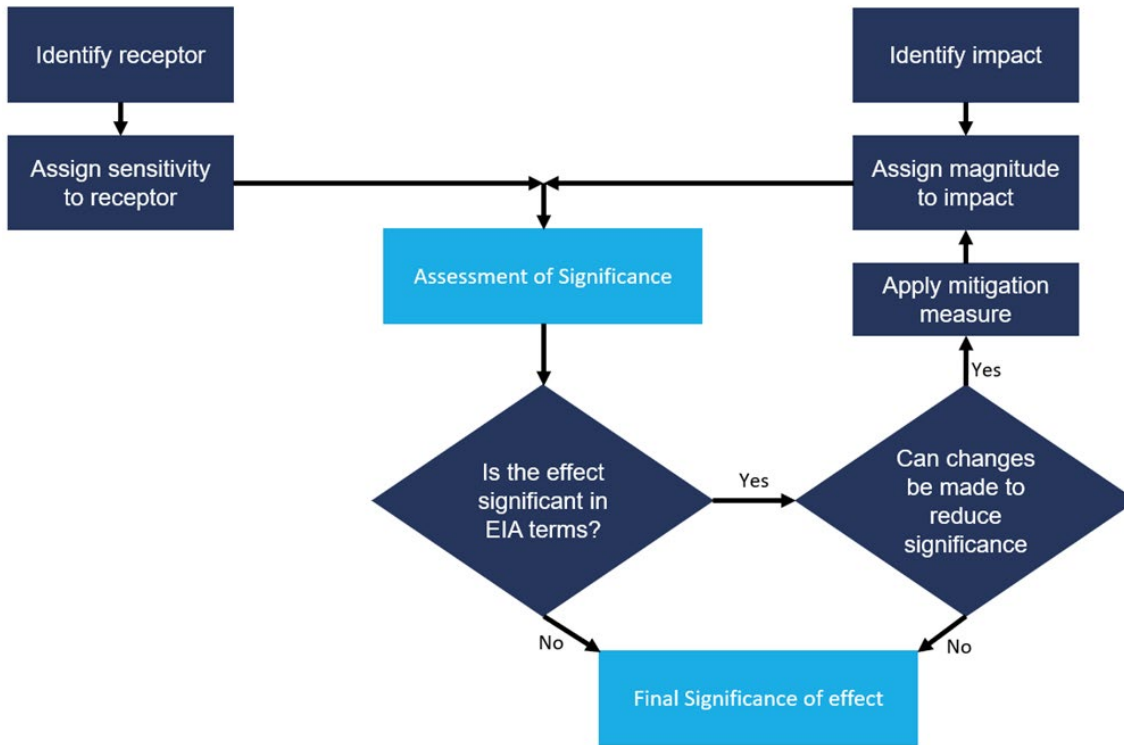 Identify receptor
Identify impact
Assign sensitivity
to receptor
Assign magnitude
to impact
Assessment of Significance
Apply mitigation
measure
Yes
Is the effect
significant in
EIA terms?
Yes
Can changes
be made to
reduce
significance
No
No
Final Significance of effect